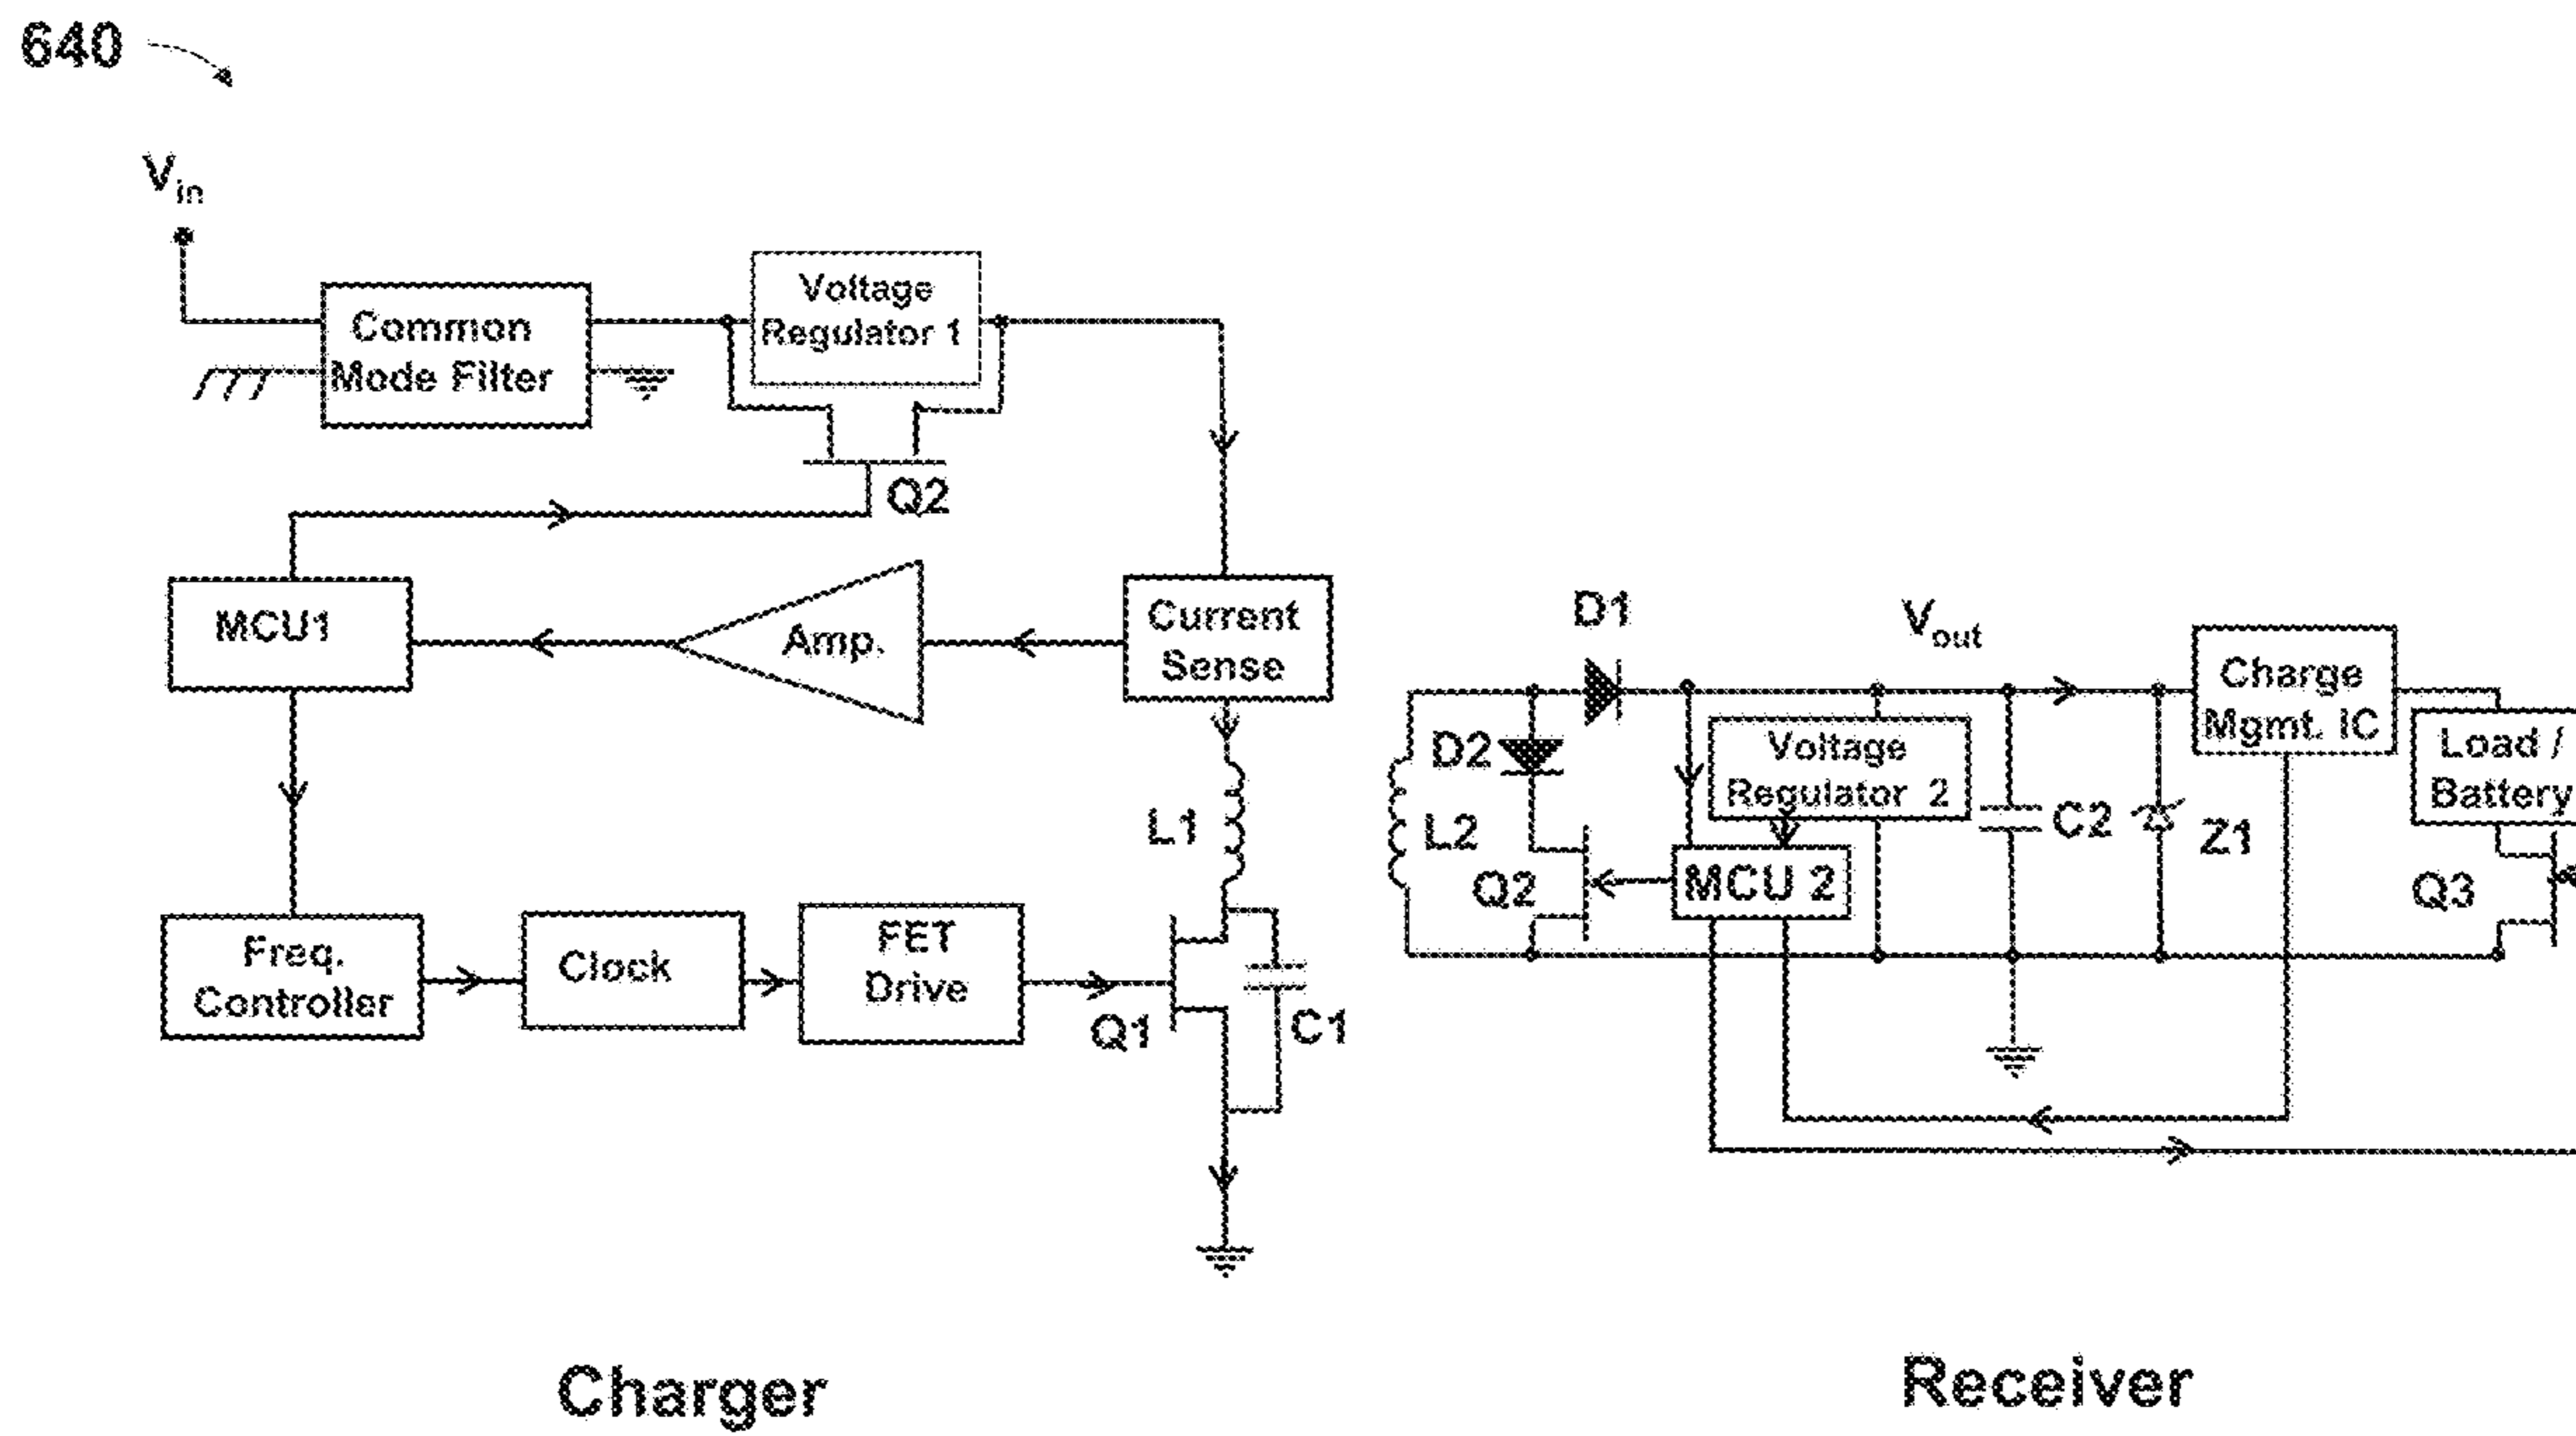 640
Vin
Common
Mode Filter
Voltage
Regulator 1
Q2
MCU1
Amp.
Current
Sense
L1
Freq.
Controller
Clock
FET
Drive
Q1
C1
D1
Vout
D2
L2
Q2
Voltage
Regulator 2
MCU 2
C2
Z1
Charge
Mgmt. IC
Load /
Battery
Q3
Charger
Receiver